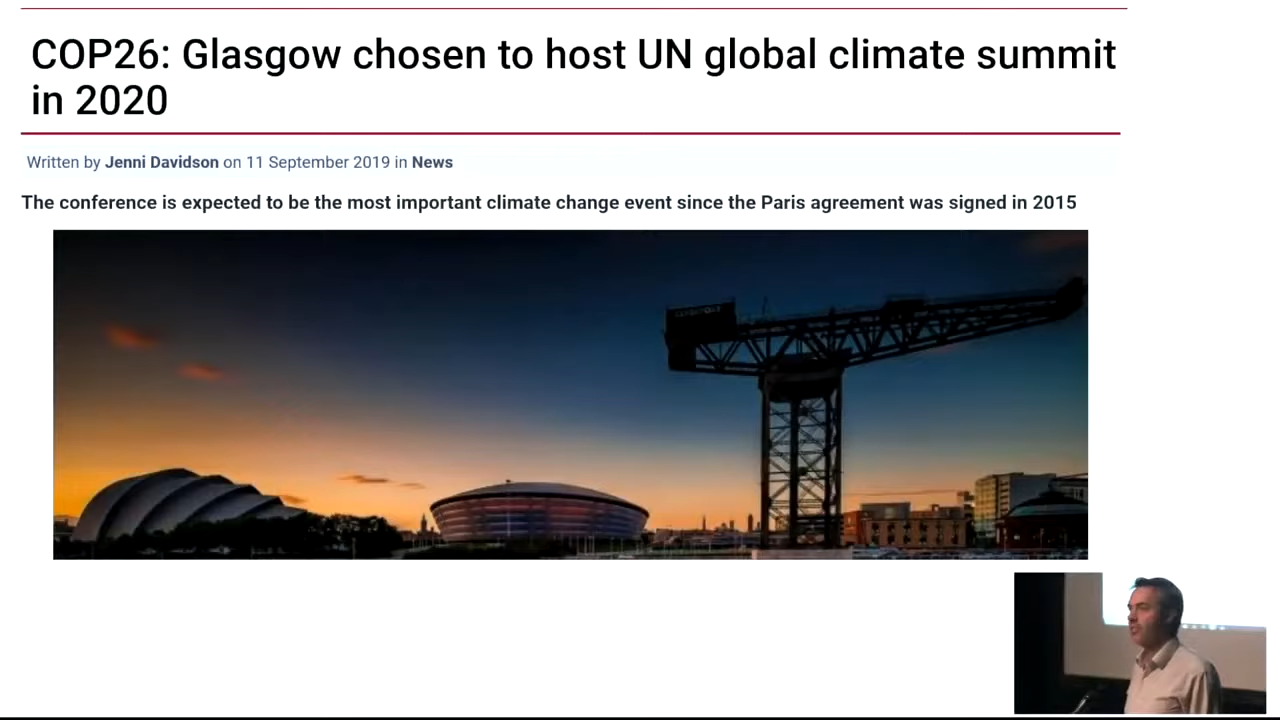 COP26: Glasgow chosen to host UN global climate summit
in 2020
Written by Jenni Davidson on 11 September 2019 in News
The conference is expected to be the most important climate change event since the Paris agreement was signed in 2015